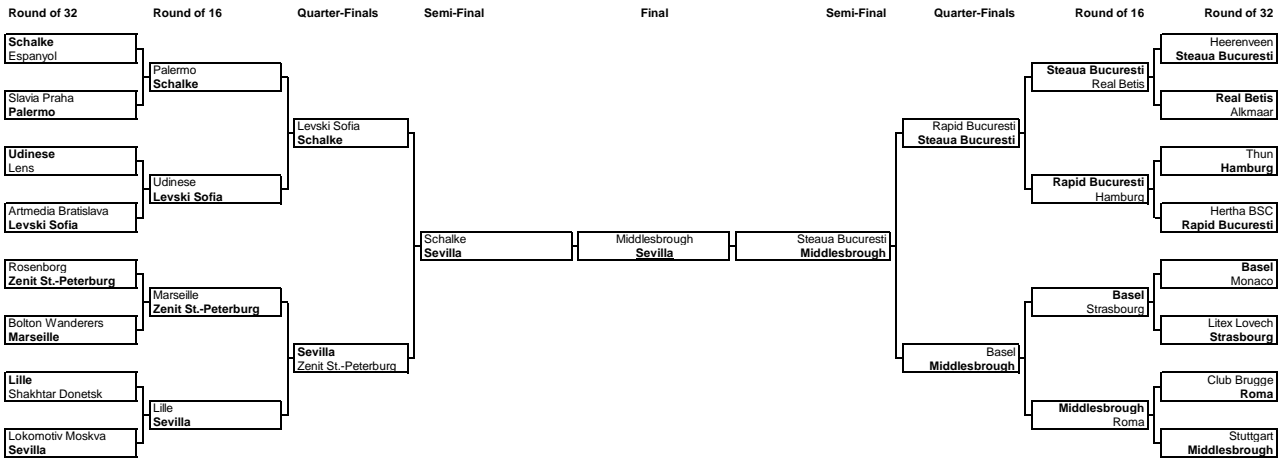 Round of 32
Round of 16
Quarter-Finals
Semi-Final
Final
Semi-Final
Quarter-Finals
Round of 16
Round of 32
Schalke
Espanyol
Slavia Praha
Palermo
Udinese
Lens
Artmedia Bratislava
Levski Sofia
Rosenborg
Zenit St.-Peterburg
Bolton Wanderers
Marseille
Lille
Shakhtar Donetsk
Lokomotiv Moskva
Sevilla
Palermo
Schalke
Udinese
Levski Sofia
Marseille
Zenit St.-Peterburg
Lille
Sevilla
Levski Sofia
Schalke
Sevilla
Zenit St.-Peterburg
Schalke
Sevilla
Middlesbrough
Sevilla
Steaua Bucuresti
Middlesbrough
Rapid Bucuresti
Steaua Bucuresti
Basel
Middlesbrough
Steaua Bucuresti
Real Betis
Rapid Bucuresti
Hamburg
Basel
Strasbourg
Middlesbrough
Roma
Heerenveen
Steaua Bucuresti
Real Betis
Alkmaar
Thun
Hamburg
Hertha BSC
Rapid Bucuresti
Basel
Monaco
Litex Lovech
Strasbourg
Club Brugge
Roma
Stuttgart
Middlesbrough